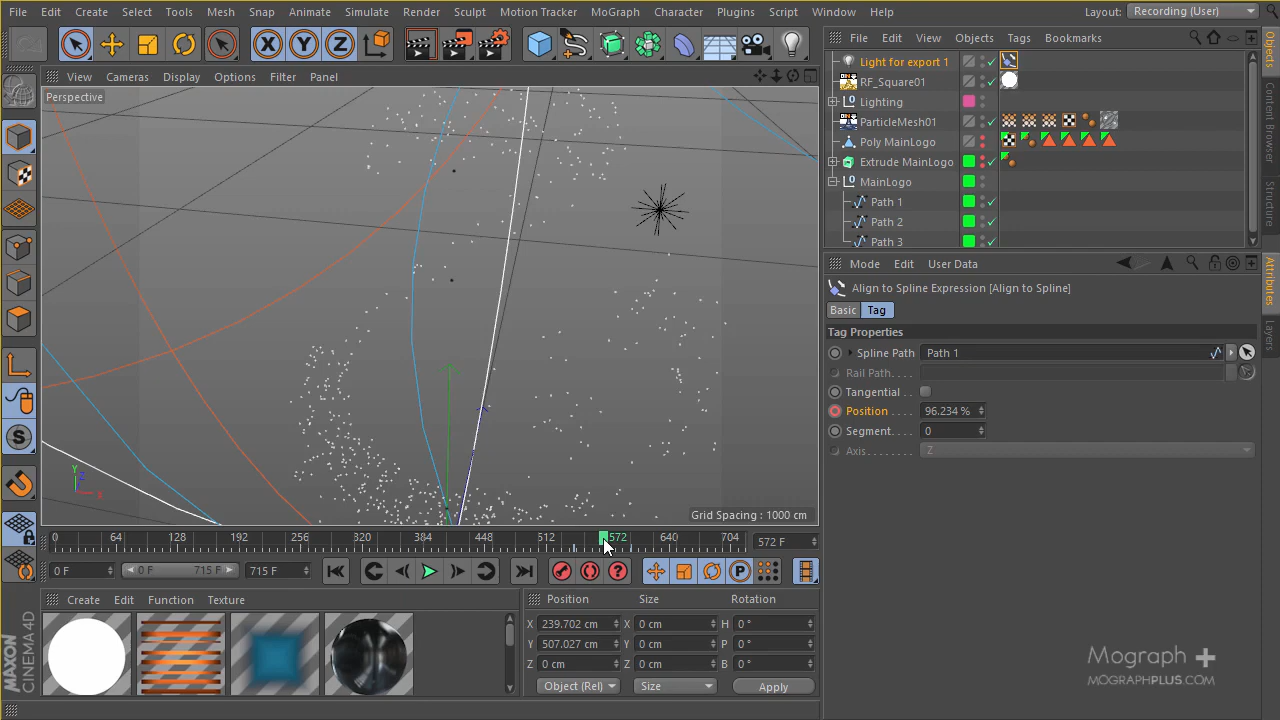 File Edit Create Select Tools Mesh Snap Animate Simulate Render Sculpt Motion Tracker MoGraph Character Plugins Script Window Help Layout: Recording (User)
X Y Z
View Cameras Display Options Filter Panel
Perspective
Y
Z
X
Grid Spacing : 1000 cm
0 64 128 192 256 320 384 448 512 572 640 704 572 F
0 F 0 F 715 F 715 F
Create Edit Function Texture
Position Size Rotation
X 239.702 cm X 0 cm H 0 °
Y 507.027 cm Y 0 cm P 0 °
Z 0 cm Z 0 cm B 0 °
Object (Rel) Size Apply
MAXON
CINEMA4D
File Edit View Objects Tags Bookmarks
Light for export 1
RF_Square01
Lighting
ParticleMesh01
Poly MainLogo
Extrude MainLogo
MainLogo
Path 1
Path 2
Path 3
Mode Edit User Data
Align to Spline Expression [Align to Spline]
Basic Tag
Tag Properties
Spline Path Path 1
Rail Path. . . .
Tangential
Position . . . . 96.234 %
Segment. . . . 0
Axis. . . . . . . Z
Objects
Content Browser
Structure
Attributes
Layers
Mograph +
MOGRAPHPLUS.COM